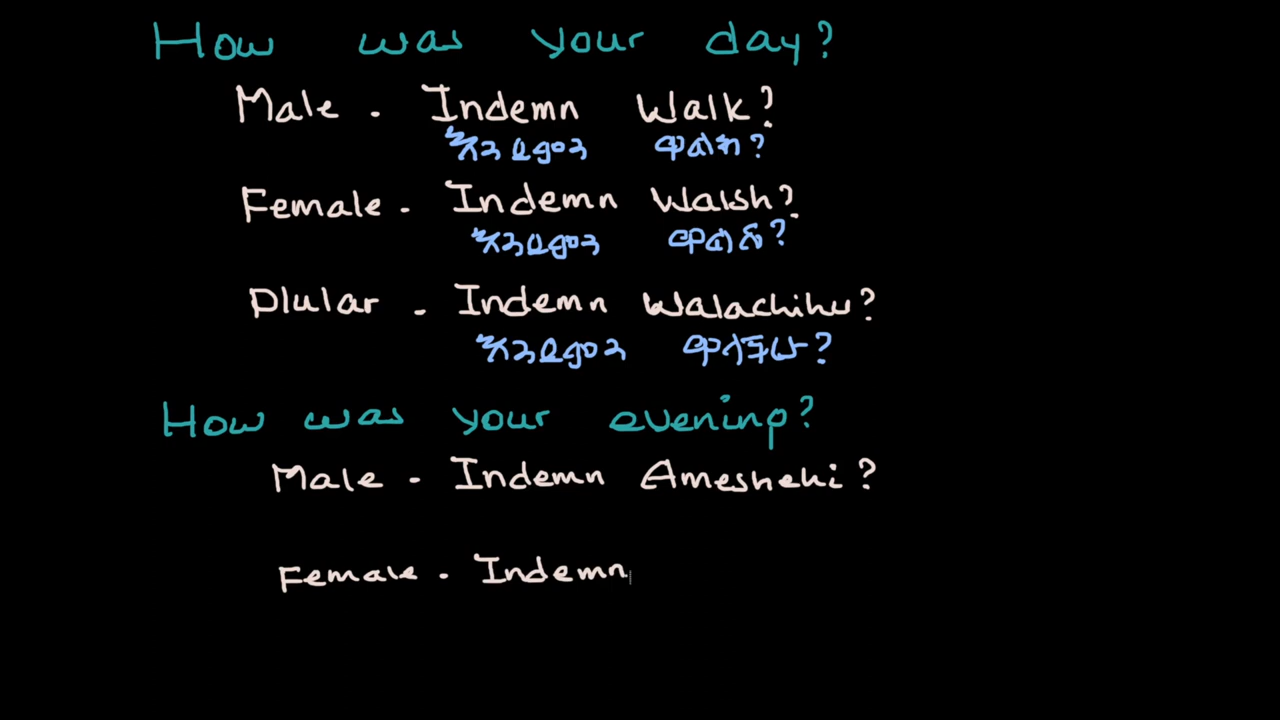 How was your day?
Male - Indemn Walk?
እንደምን ዋልክ?
Female - Indemn Walsh?
እንደምን ዋልሽ?
Plular - Indemn Walachihu?
እንደምን ዋላችሁ?
How was your evening?
Male - Indemn Ameshehi?
Female - Indemn